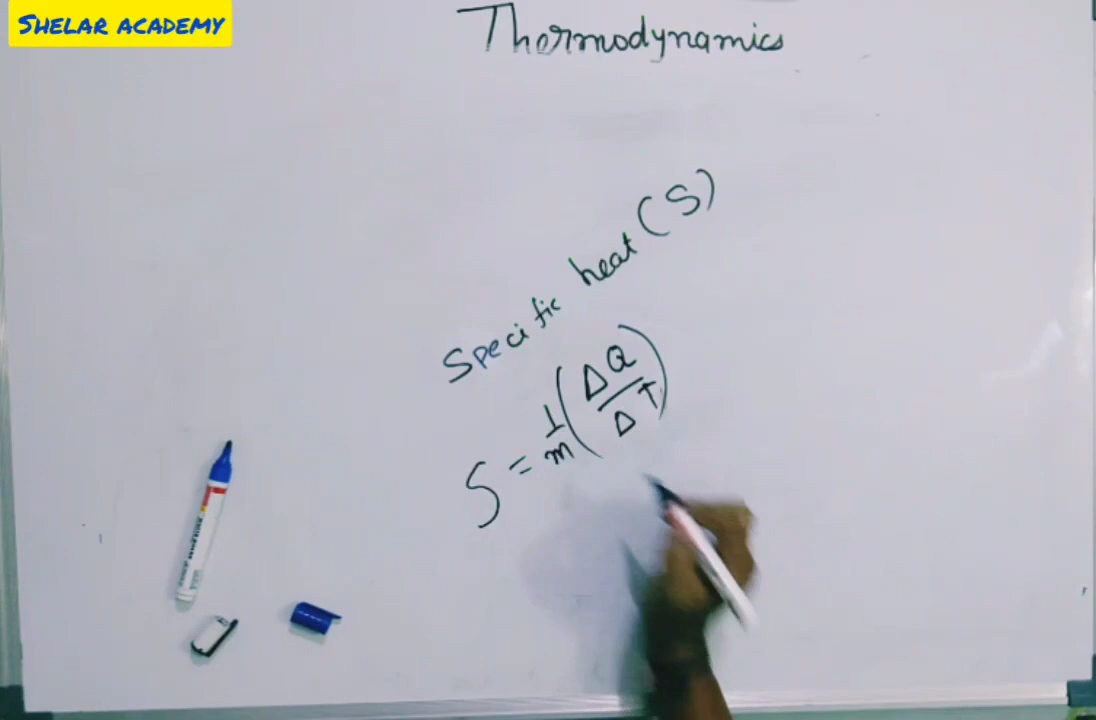 SHELAR ACADEMY
Thermodynamics
Specific heat (S)
S = 1/m (ΔQ/ΔT)